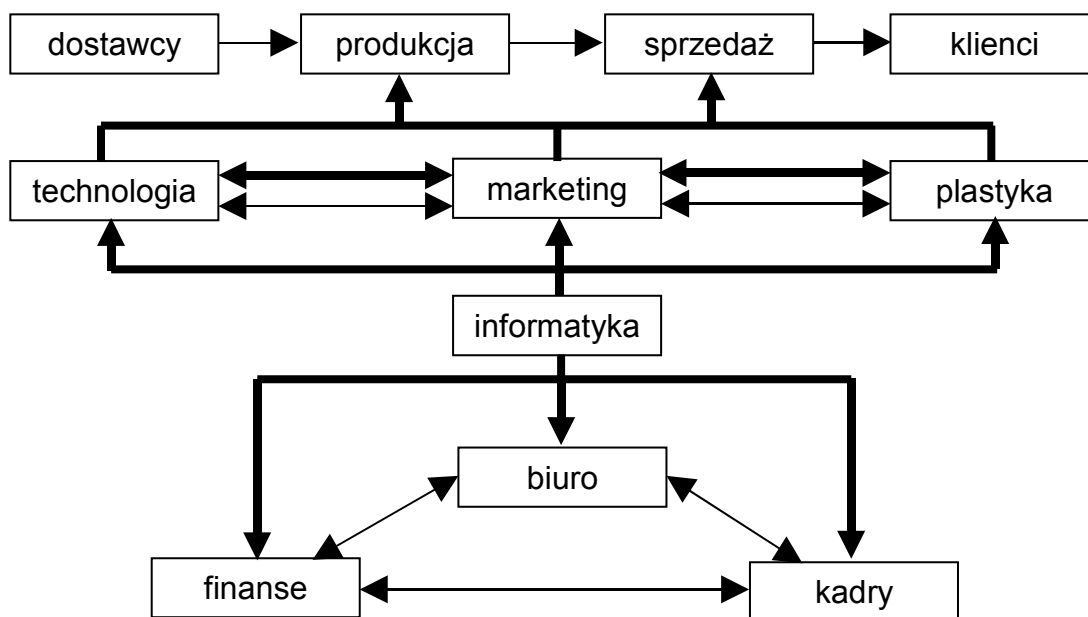 dostawcy
produkcja
sprzedaż
klienci
technologia
marketing
plastyka
informatyka
biuro
finanse
kadry